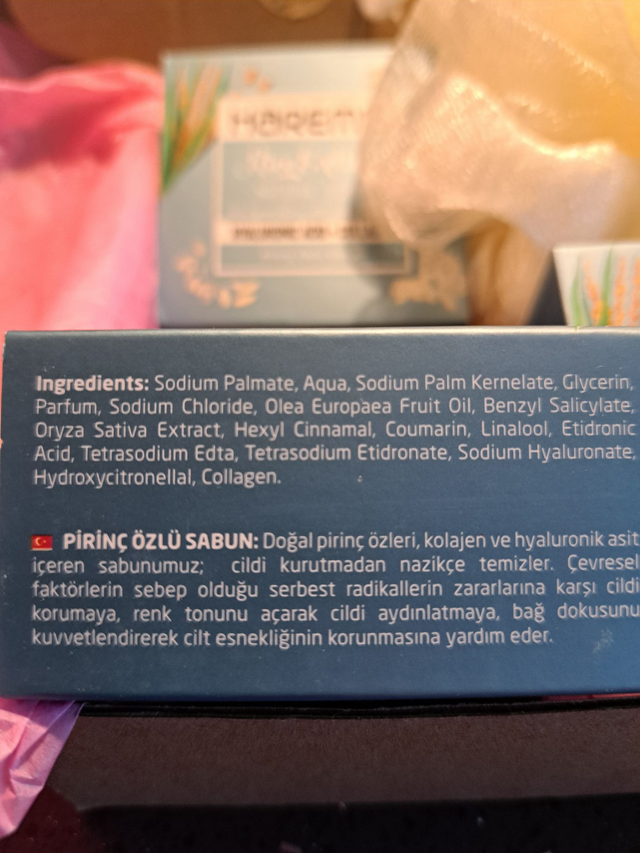 HAREM
Ingredients: Sodium Palmate, Aqua, Sodium Palm Kernelate, Glycerin,
Parfum, Sodium Chloride, Olea Europaea Fruit Oil, Benzyl Salicylate,
Oryza Sativa Extract, Hexyl Cinnamal, Coumarin, Linalool, Etidronic
Acid, Tetrasodium Edta, Tetrasodium Etidronate, Sodium Hyaluronate,
Hydroxycitronellal, Collagen.
PİRİNÇ ÖZLÜ SABUN: Doğal pirinç özleri, kolajen ve hyaluronik asit
içeren sabunumuz; cildi kurutmadan nazikçe temizler. Çevresel
faktörlerin sebep olduğu serbest radikallerin zararlarına karşı cildi
korumaya, renk tonunu açarak cildi aydınlatmaya, bağ dokusunu
kuvvetlendirerek cilt esnekliğinin korunmasına yardım eder.